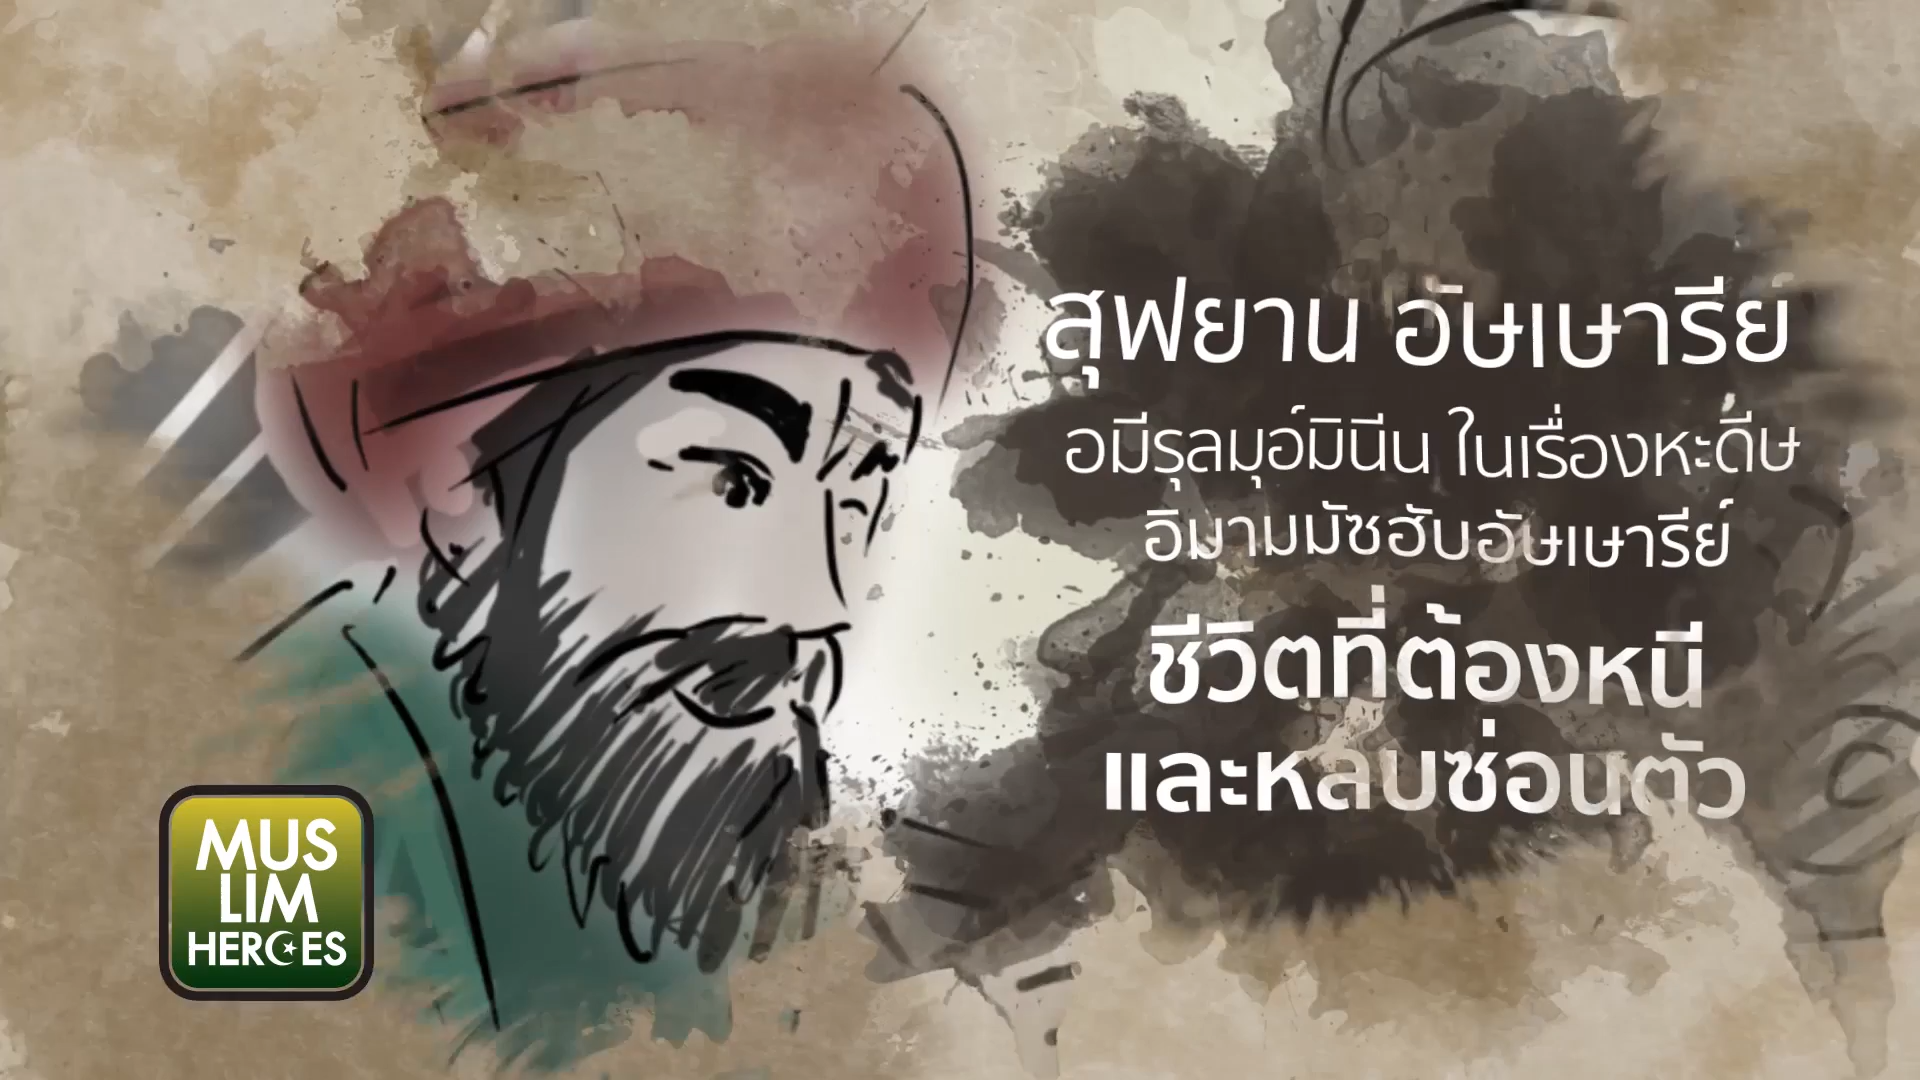 สุฟยาน อัษเษารีย์
อมีรุลมุอ์มินีน ในเรื่องหะดีษ
อิมามมัซฮับอัษเษารีย์
ชีวิตที่ต้องหนี
และหลบซ่อนตัว
MUS
LIM
HEROES